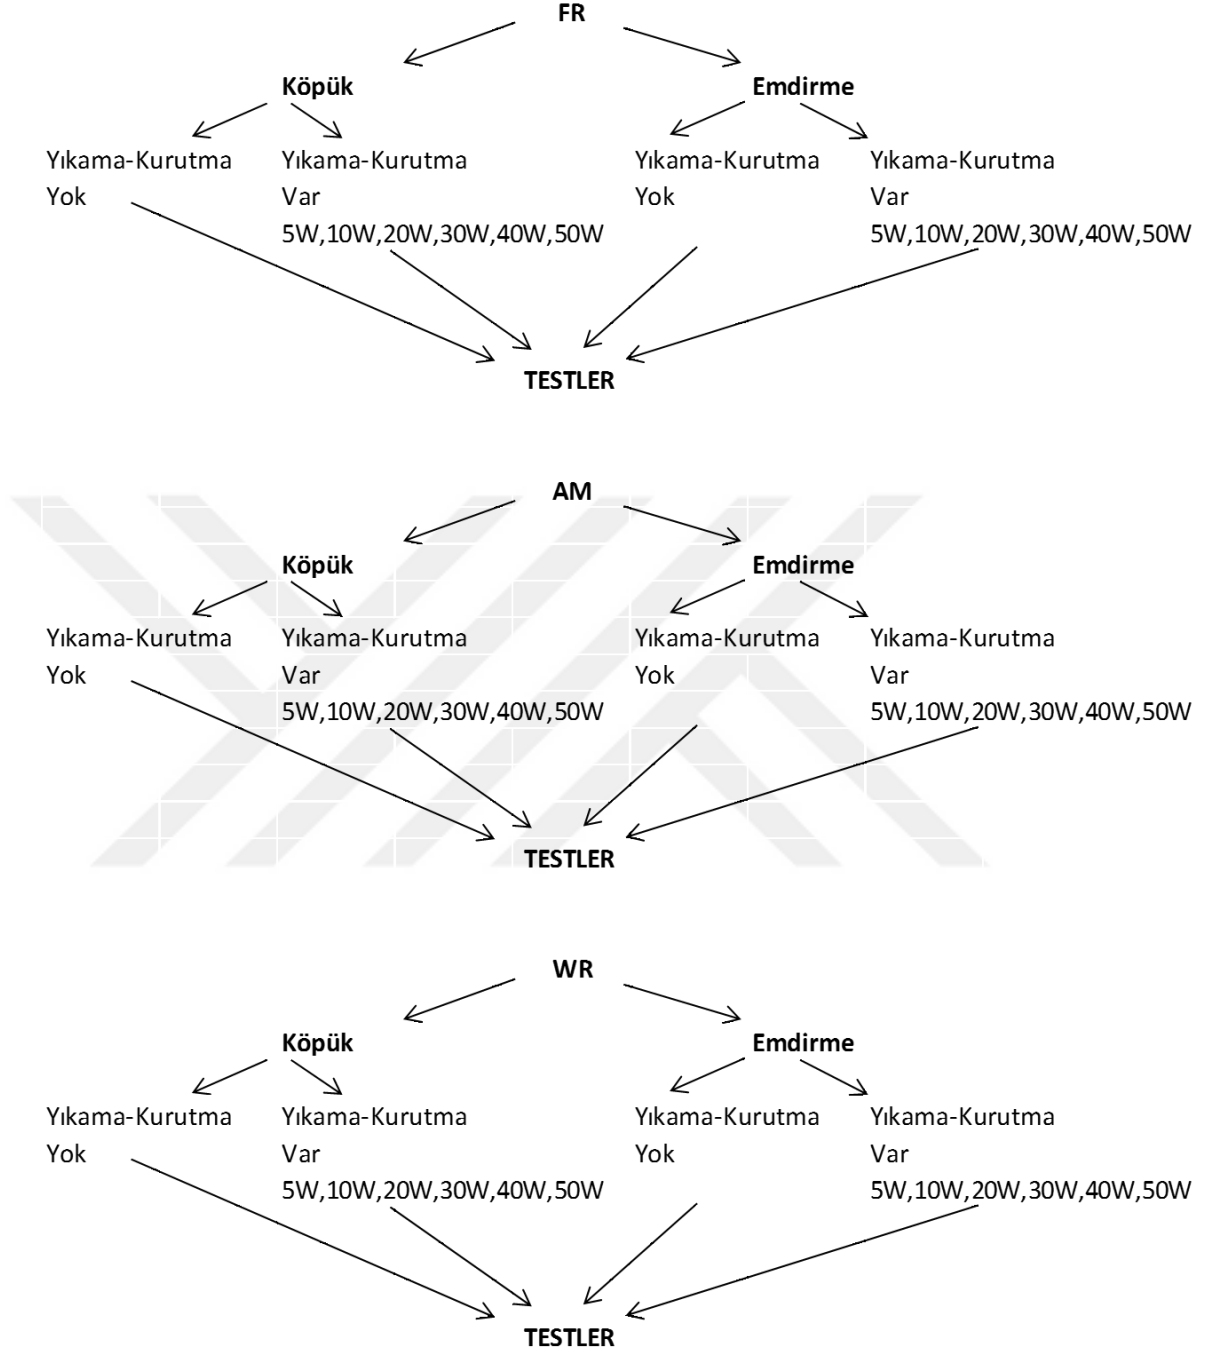 FR
Köpük Emdirme
Yıkama-Kurutma Yıkama-Kurutma Yıkama-Kurutma Yıkama-Kurutma
Yok Var Yok Var
5W,10W,20W,30W,40W,50W 5W,10W,20W,30W,40W,50W
TESTLER
AM
Köpük Emdirme
Yıkama-Kurutma Yıkama-Kurutma Yıkama-Kurutma Yıkama-Kurutma
Yok Var Yok Var
5W,10W,20W,30W,40W,50W 5W,10W,20W,30W,40W,50W
TESTLER
WR
Köpük Emdirme
Yıkama-Kurutma Yıkama-Kurutma Yıkama-Kurutma Yıkama-Kurutma
Yok Var Yok Var
5W,10W,20W,30W,40W,50W 5W,10W,20W,30W,40W,50W
TESTLER